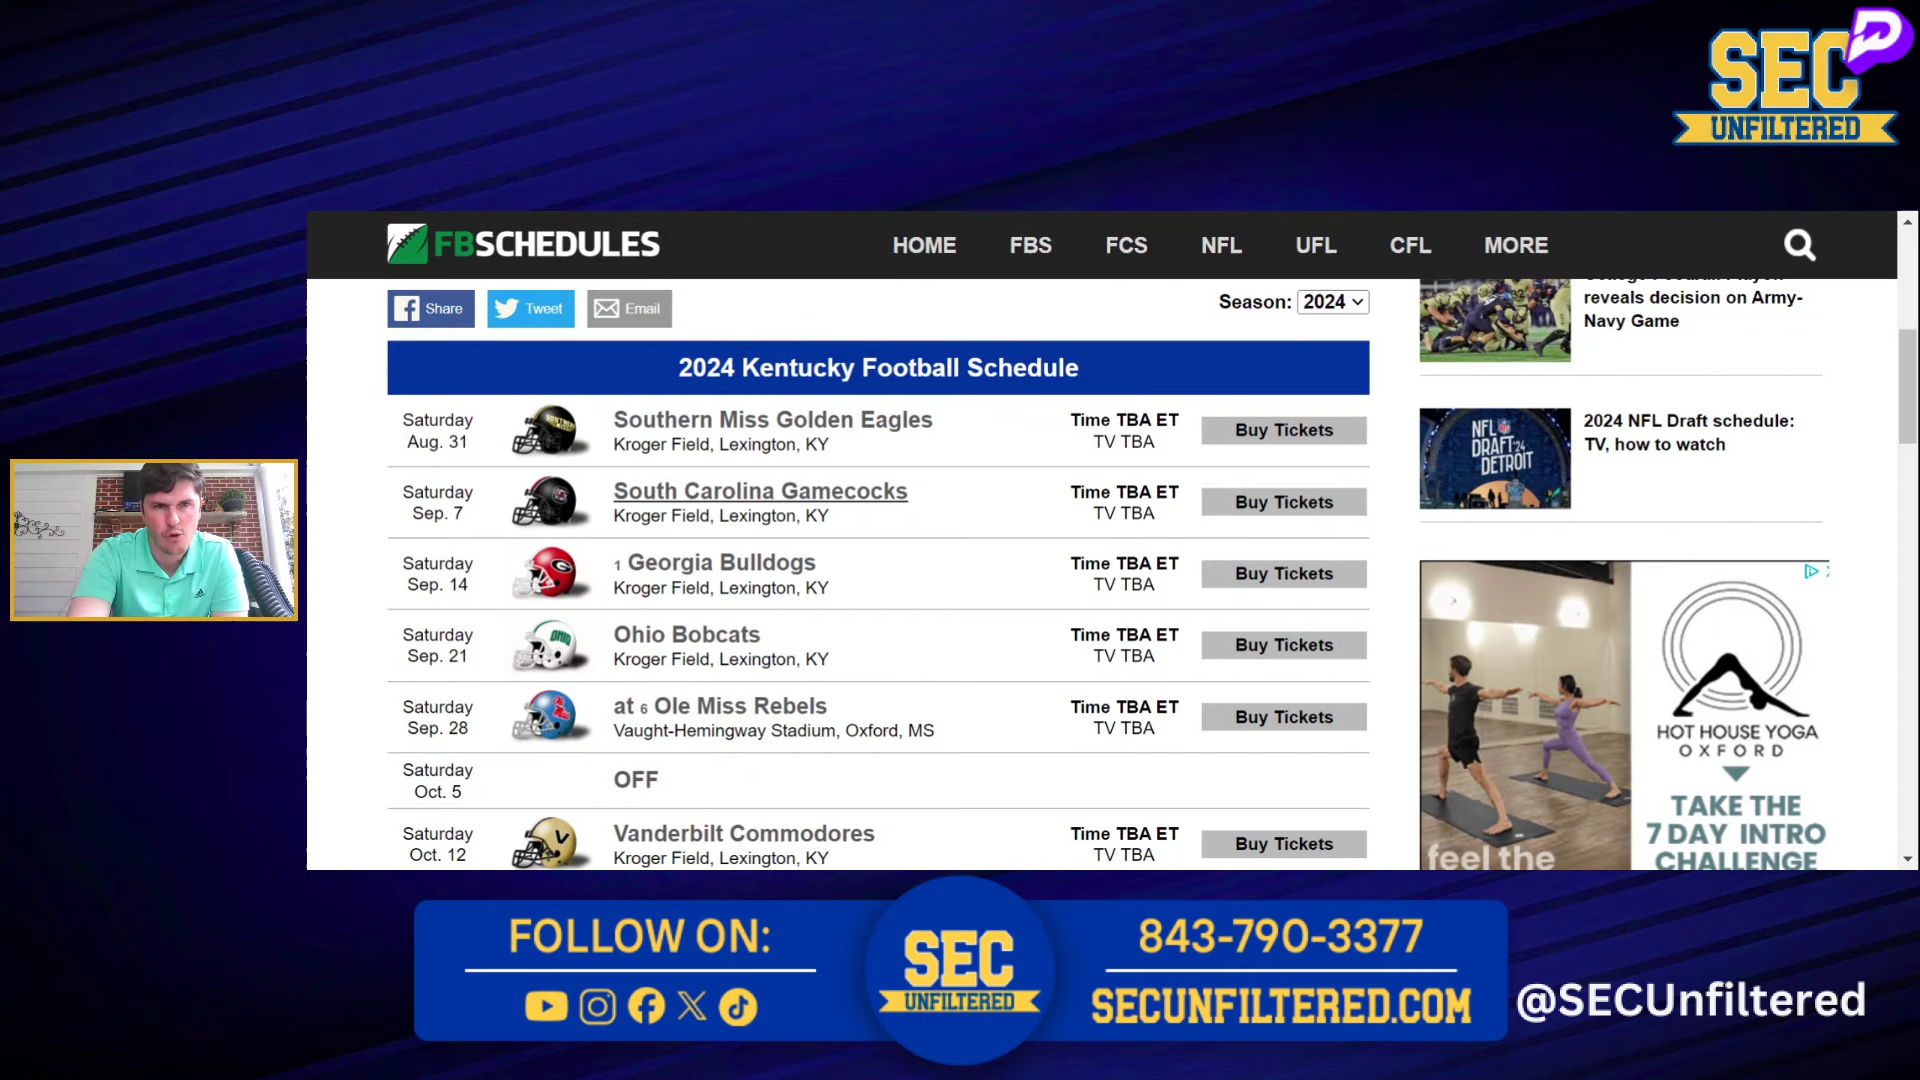 SEC
UNFILTERED
FBSCHEDULES
HOME
FBS
FCS
NFL
UFL
CFL
MORE
Share
Tweet
Email
Season: 2024
reveals decision on Army-
Navy Game
2024 Kentucky Football Schedule
Saturday
Aug. 31
Southern Miss Golden Eagles
Kroger Field, Lexington, KY
Time TBA ET
TV TBA
Buy Tickets
Saturday
Sep. 7
South Carolina Gamecocks
Kroger Field, Lexington, KY
Time TBA ET
TV TBA
Buy Tickets
Saturday
Sep. 14
1 Georgia Bulldogs
Kroger Field, Lexington, KY
Time TBA ET
TV TBA
Buy Tickets
Saturday
Sep. 21
OHIO
Ohio Bobcats
Kroger Field, Lexington, KY
Time TBA ET
TV TBA
Buy Tickets
Saturday
Sep. 28
at 6 Ole Miss Rebels
Vaught-Hemingway Stadium, Oxford, MS
Time TBA ET
TV TBA
Buy Tickets
Saturday
Oct. 5
OFF
Saturday
Oct. 12
Vanderbilt Commodores
Kroger Field, Lexington, KY
Time TBA ET
TV TBA
Buy Tickets
NFL
DRAFT '24
DETROIT
2024 NFL Draft schedule:
TV, how to watch
HOT HOUSE YOGA
OXFORD
TAKE THE
7 DAY INTRO
CHALLENGE
feel the
FOLLOW ON:
SEC
UNFILTERED
843-790-3377
SECUNFILTERED.COM
@SECUnfiltered